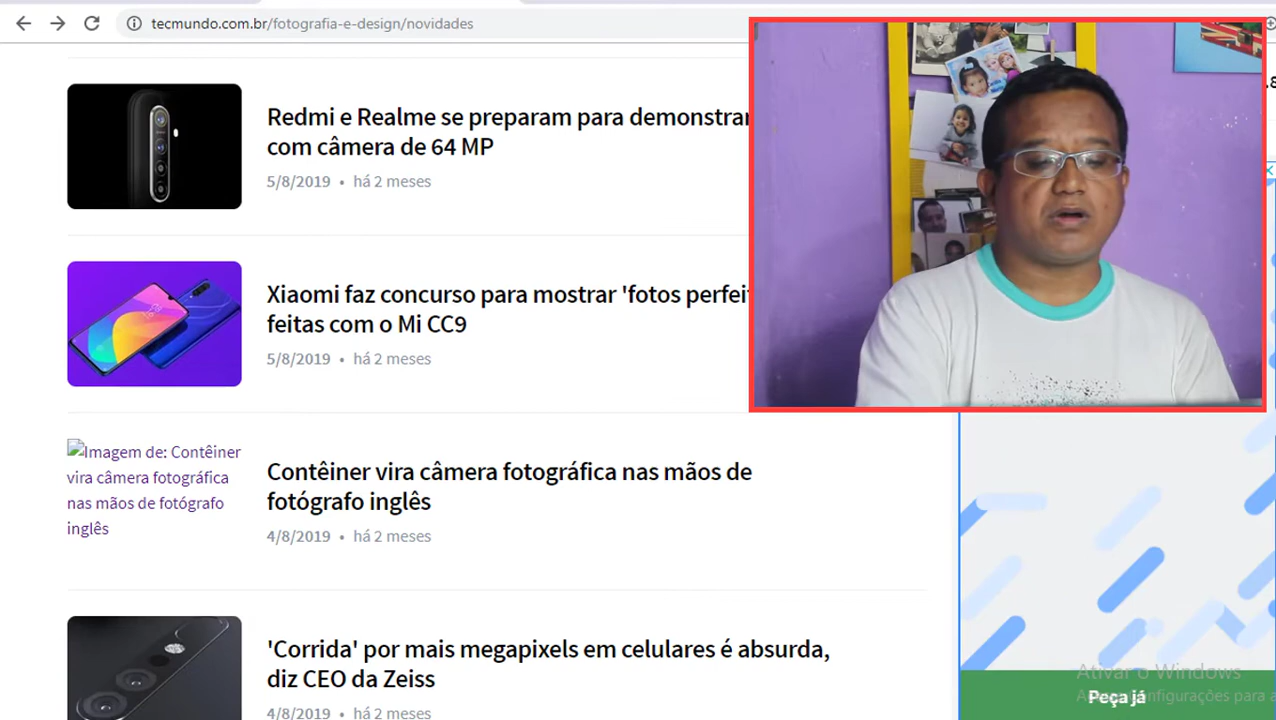 tecmundo.com.br/fotografia-e-design/novidades
Redmi e Realme se preparam para demonstrar
com câmera de 64 MP
5/8/2019 • há 2 meses
Xiaomi faz concurso para mostrar 'fotos perfei
feitas com o Mi CC9
5/8/2019 • há 2 meses
Imagem de: Contêiner
vira câmera fotográfica
nas mãos de fotógrafo
inglês
Contêiner vira câmera fotográfica nas mãos de
fotógrafo inglês
4/8/2019 • há 2 meses
'Corrida' por mais megapixels em celulares é absurda,
diz CEO da Zeiss
4/8/2019 • há 2 meses
Ativar o Windows
Peça já